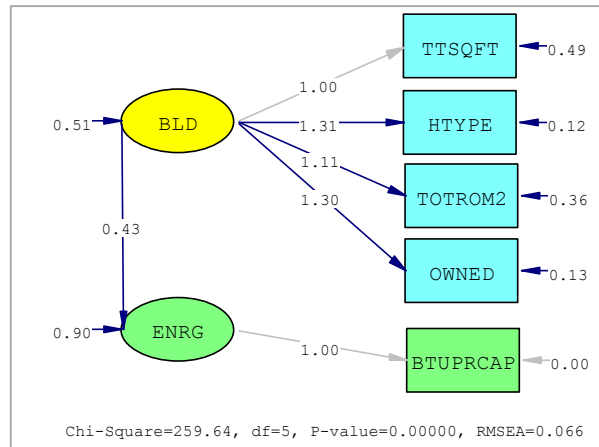 TTSQFT
0.49
1.00
0.51
BLD
1.31
HTYPE
0.12
1.11
TOTROM2
0.36
1.30
0.43
OWNED
0.13
0.90
ENRG
1.00
BTUPRCAP
0.00
Chi-Square=259.64, df=5, P-value=0.00000, RMSEA=0.066